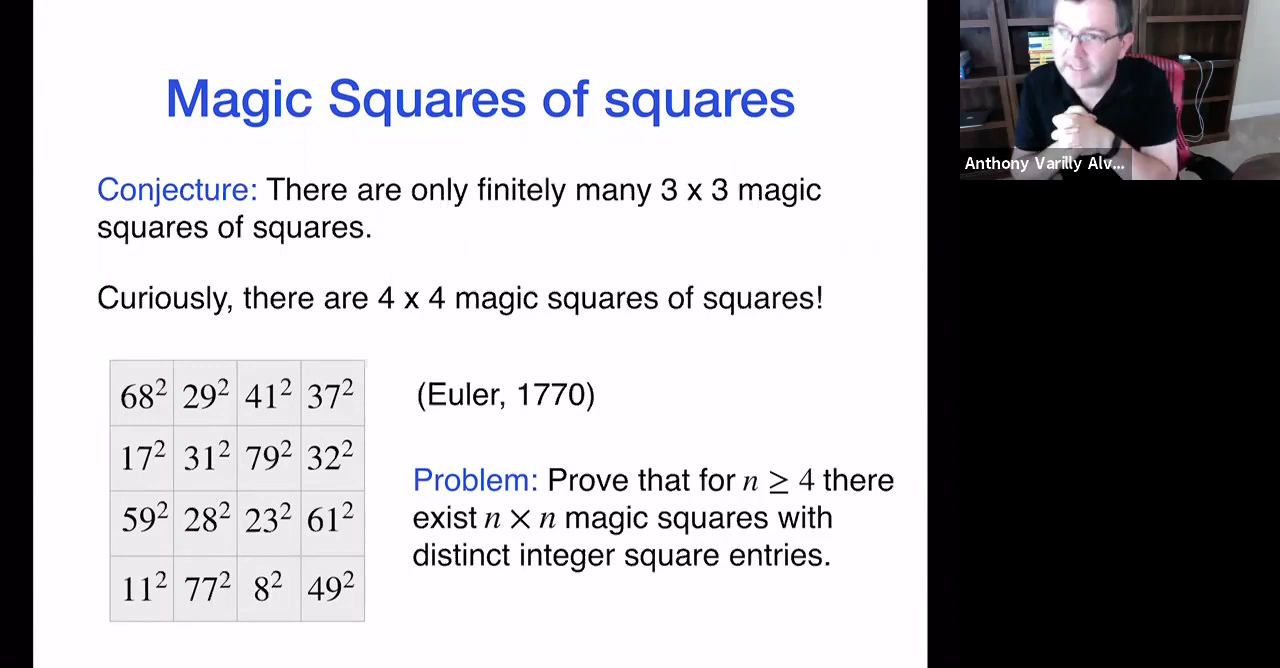 Magic Squares of squares
Conjecture: There are only finitely many 3 x 3 magic
squares of squares.
Curiously, there are 4 x 4 magic squares of squares!
68² 29² 41² 37²
17² 31² 79² 32²
59² 28² 23² 61²
11² 77² 8² 49²
(Euler, 1770)
Problem: Prove that for n ≥ 4 there
exist n × n magic squares with
distinct integer square entries.
Anthony Varilly Alv...